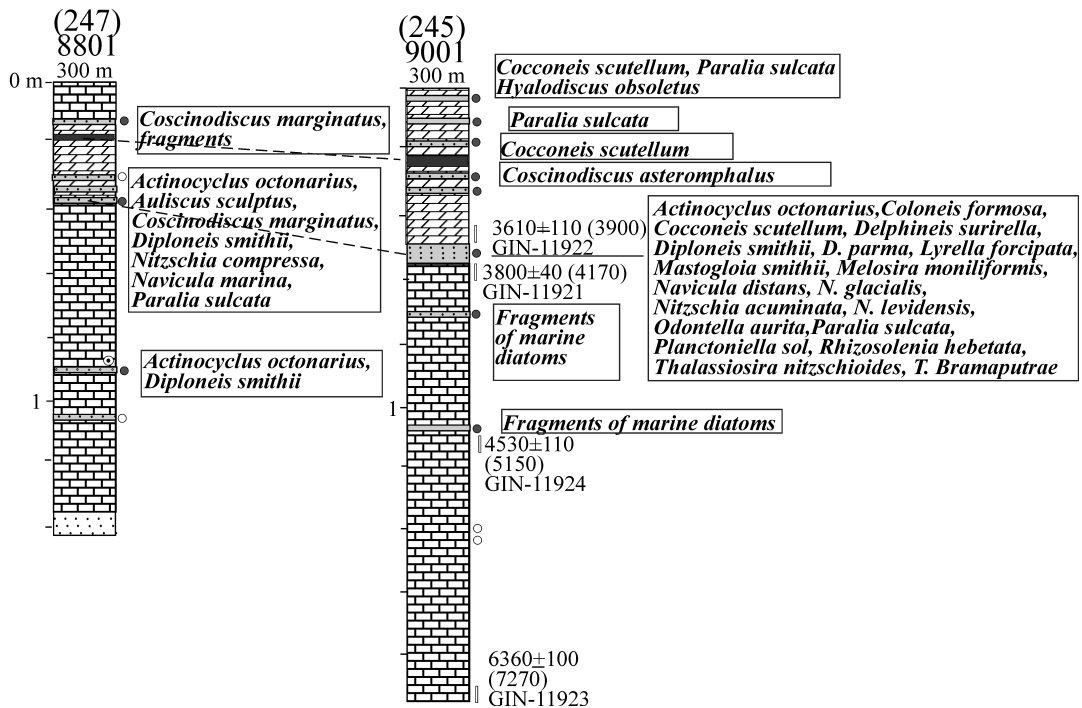 (247)
8801
300 m
0 m
1
Coscinodiscus marginatus,
fragments
Actinocyclus octonarius,
Auliscus sculptus,
Coscinodiscus marginatus,
Diploneis smithii,
Nitzschia compressa,
Navicula marina,
Paralia sulcata
Actinocyclus octonarius,
Diploneis smithii
(245)
9001
300 m
1
Cocconeis scutellum, Paralia sulcata
Hyalodiscus obsoletus
Paralia sulcata
Cocconeis scutellum
Coscinodiscus asteromphalus
3610±110 (3900)
GIN-11922
3800±40 (4170)
GIN-11921
Fragments
of marine
diatoms
Actinocyclus octonarius,Coloneis formosa,
Cocconeis scutellum, Delphineis surirella,
Diploneis smithii, D. parma, Lyrella forcipata,
Mastogloia smithii, Melosira moniliformis,
Navicula distans, N. glacialis,
Nitzschia acuminata, N. levidensis,
Odontella aurita,Paralia sulcata,
Planctoniella sol, Rhizosolenia hebetata,
Thalassiosira nitzschioides, T. Bramaputrae
Fragments of marine diatoms
4530±110
(5150)
GIN-11924
6360±100
(7270)
GIN-11923